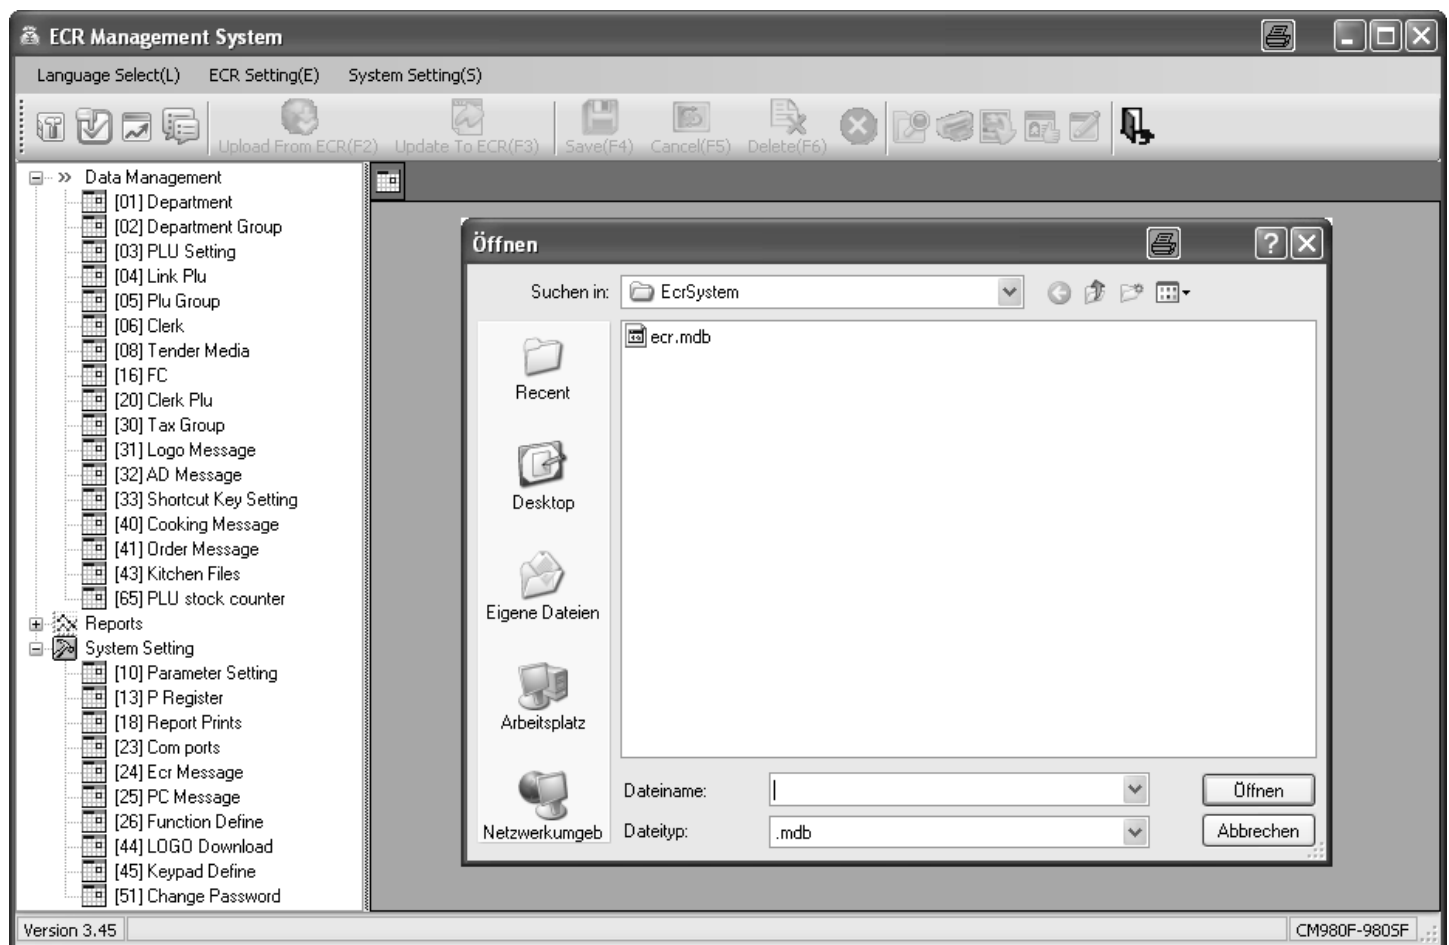 ECR Management System
Language Select(L) ECR Setting(E) System Setting(S)
Upload From ECR(F2) Update To ECR(F3) Save(F4) Cancel(F5) Delete(F6)
Data Management
[01] Department
[02] Department Group
[03] PLU Setting
[04] Link Plu
[05] Plu Group
[06] Clerk
[08] Tender Media
[16] FC
[20] Clerk Plu
[30] Tax Group
[31] Logo Message
[32] AD Message
[33] Shortcut Key Setting
[40] Cooking Message
[41] Order Message
[43] Kitchen Files
[65] PLU stock counter
Reports
System Setting
[10] Parameter Setting
[13] P Register
[18] Report Prints
[23] Com ports
[24] Ecr Message
[25] PC Message
[26] Function Define
[44] LOGO Download
[45] Keypad Define
[51] Change Password
Öffnen
Suchen in: EcrSystem
ecr.mdb
Recent
Desktop
Eigene Dateien
Arbeitsplatz
Netzwerkumgeb
Dateiname: Öffnen
Dateityp: .mdb Abbrechen
Version 3.45 CM980F-980SF